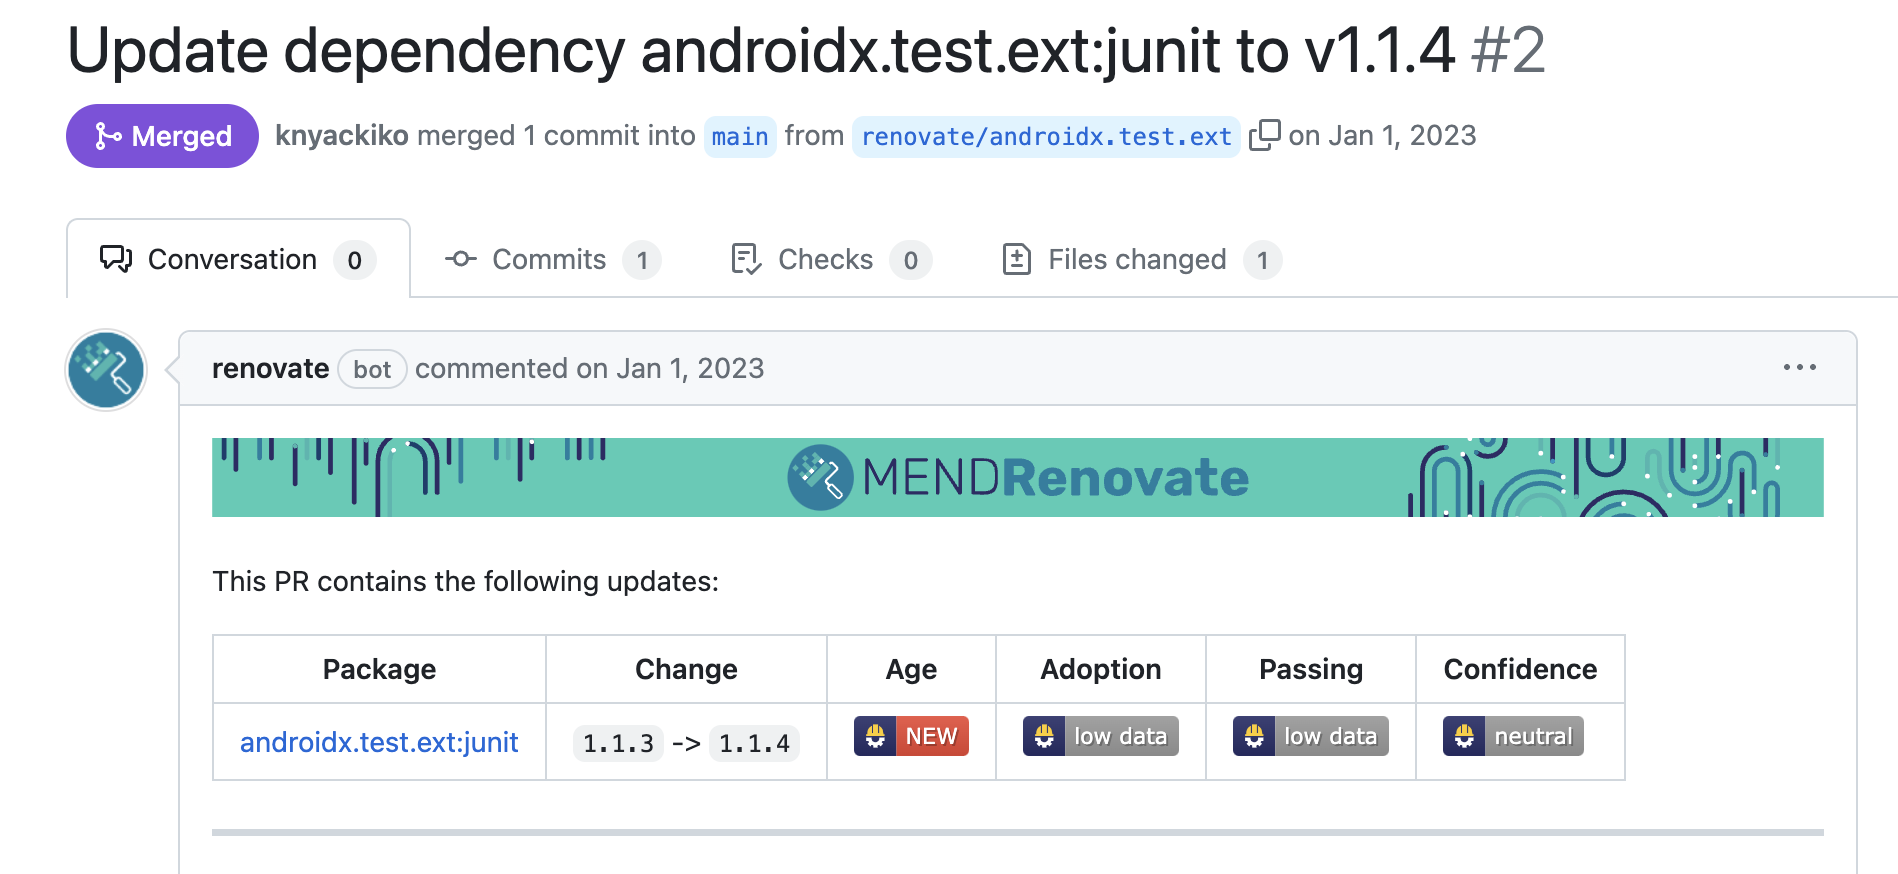 Update dependency androidx.test.ext:junit to v1.1.4 #2
Merged knyackiko merged 1 commit into main from renovate/androidx.test.ext on Jan 1, 2023
Conversation 0 Commits 1 Checks 0 Files changed 1
renovate bot commented on Jan 1, 2023
MENDRenovate
This PR contains the following updates:
Package Change Age Adoption Passing Confidence
androidx.test.ext:junit 1.1.3 -> 1.1.4 NEW low data low data neutral